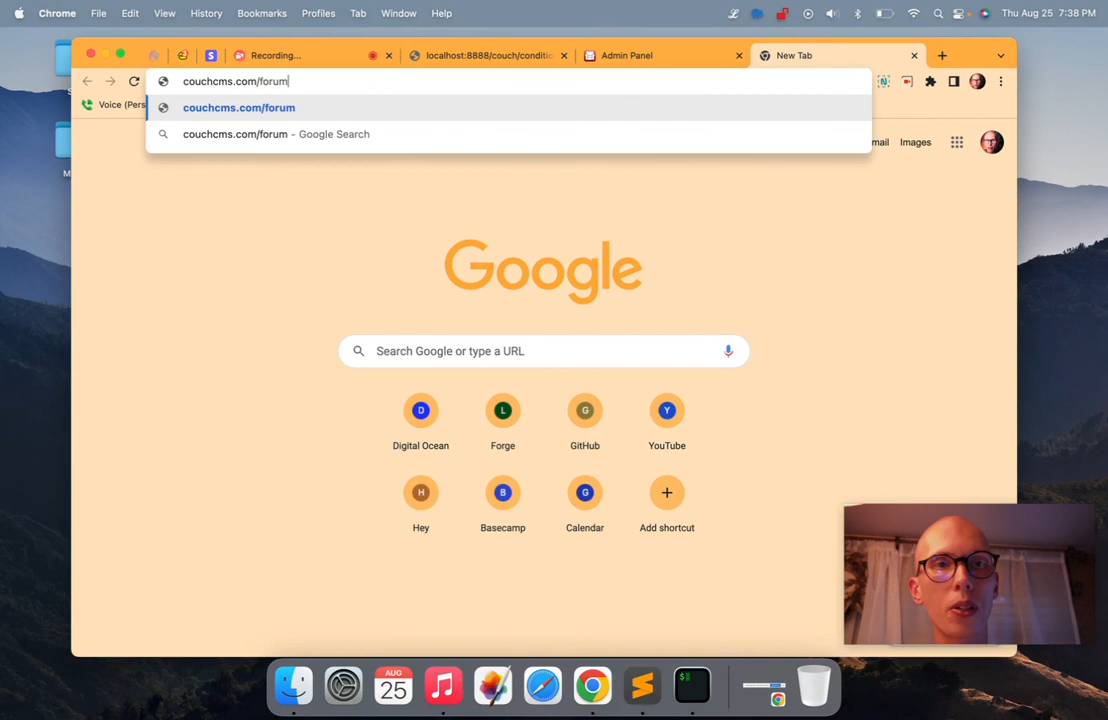 Chrome File Edit View History Bookmarks Profiles Tab Window Help Thu Aug 25 7:38 PM
Recording... localhost:8888/couch/conditio Admin Panel New Tab
couchcms.com/forum
Voice (Pers
couchcms.com/forum
couchcms.com/forum - Google Search
mail Images
M
Google
Search Google or type a URL
D L G Y
Digital Ocean Forge GitHub YouTube
H B G
Hey Basecamp Calendar Add shortcut
AUG
25